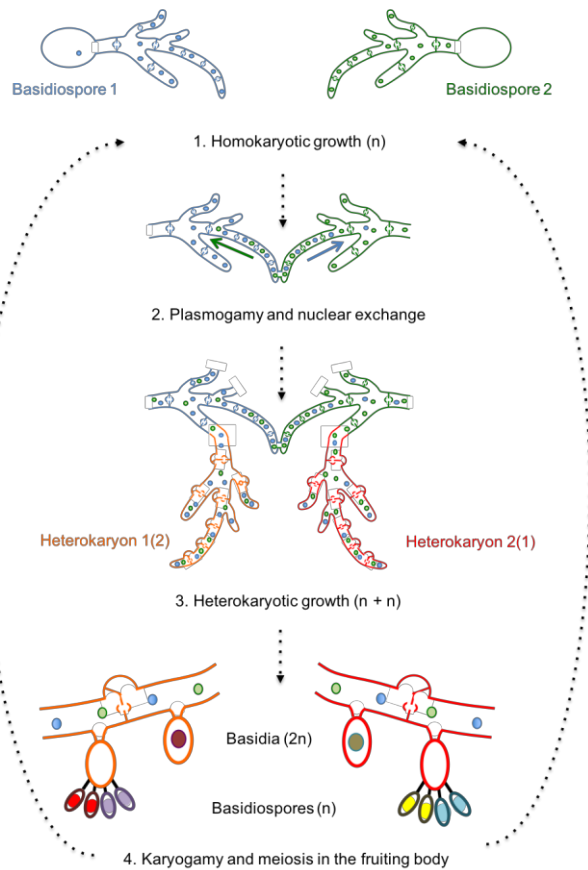 Basidiospore 1
Basidiospore 2
1. Homokaryotic growth (n)
2. Plasmogamy and nuclear exchange
Heterokaryon 1(2)
Heterokaryon 2(1)
3. Heterokaryotic growth (n + n)
Basidia (2n)
Basidiospores (n)
4. Karyogamy and meiosis in the fruiting body